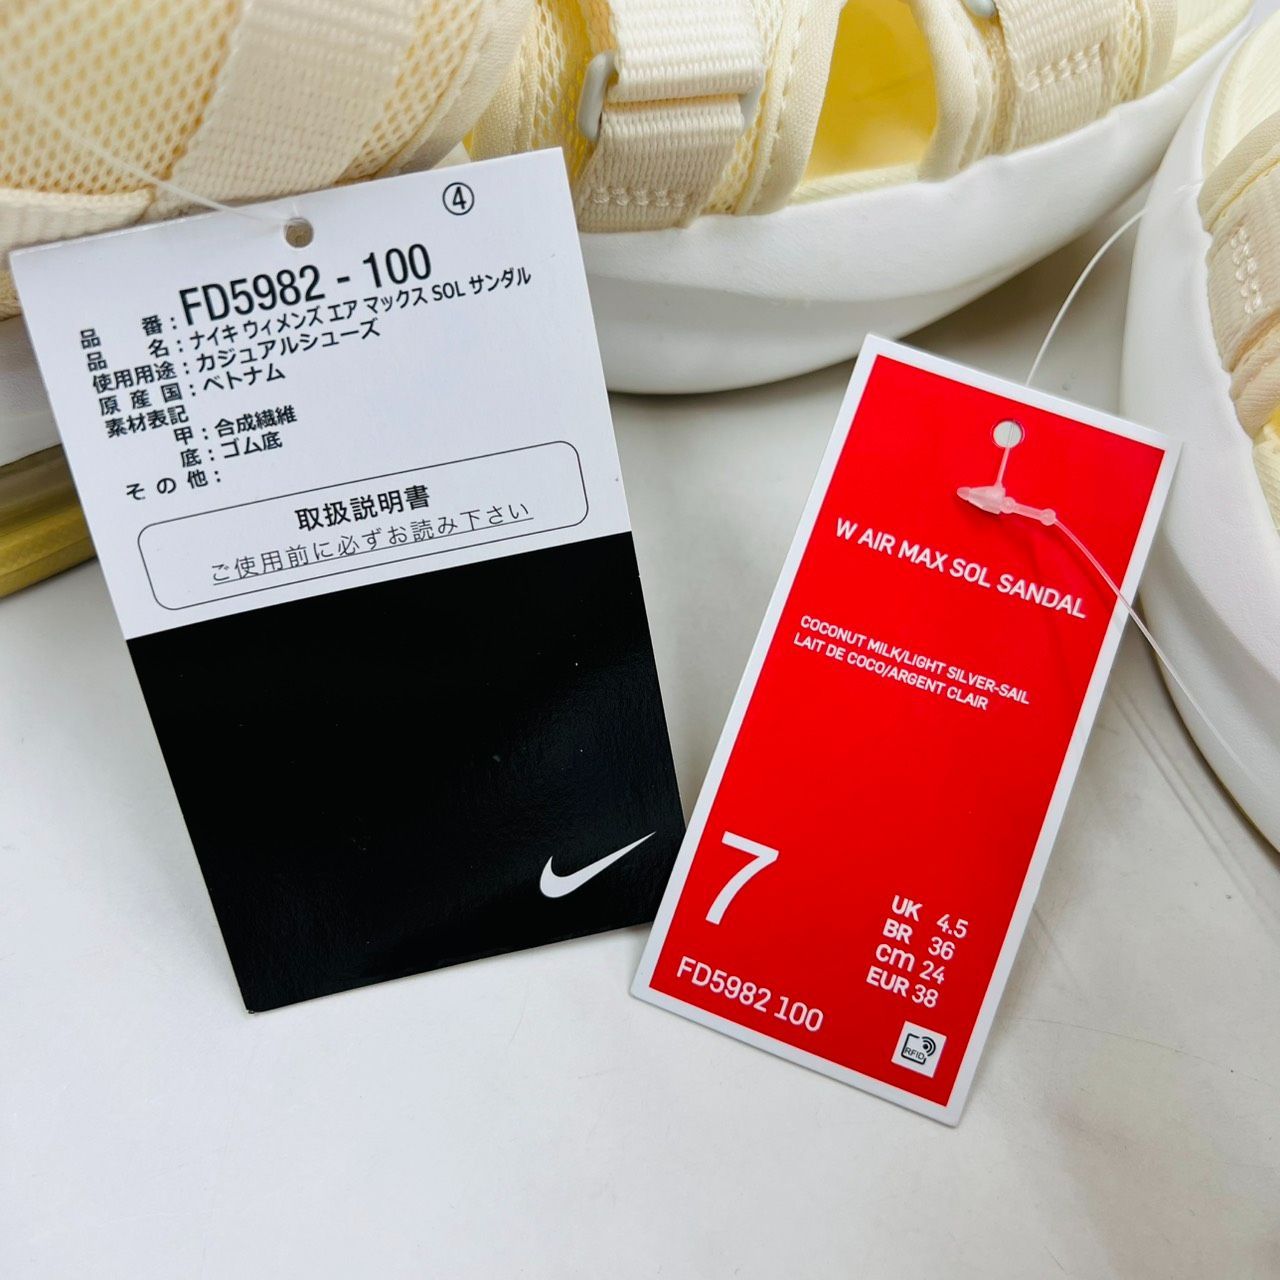 ④
品番：FD5982 - 100
品名：ナイキ ウィメンズ エア マックス SOL サンダル
使用用途：カジュアルシューズ
原産国：ベトナム
素材表記
甲：合成繊維
底：ゴム底
その他：
取扱説明書
ご使用前に必ずお読み下さい
W AIR MAX SOL SANDAL
COCONUT MILK/LIGHT SILVER-SAIL
LAIT DE COCO/ARGENT CLAIR
7
UK 4.5
BR 36
cm 24
EUR 38
FD5982 100
RFID